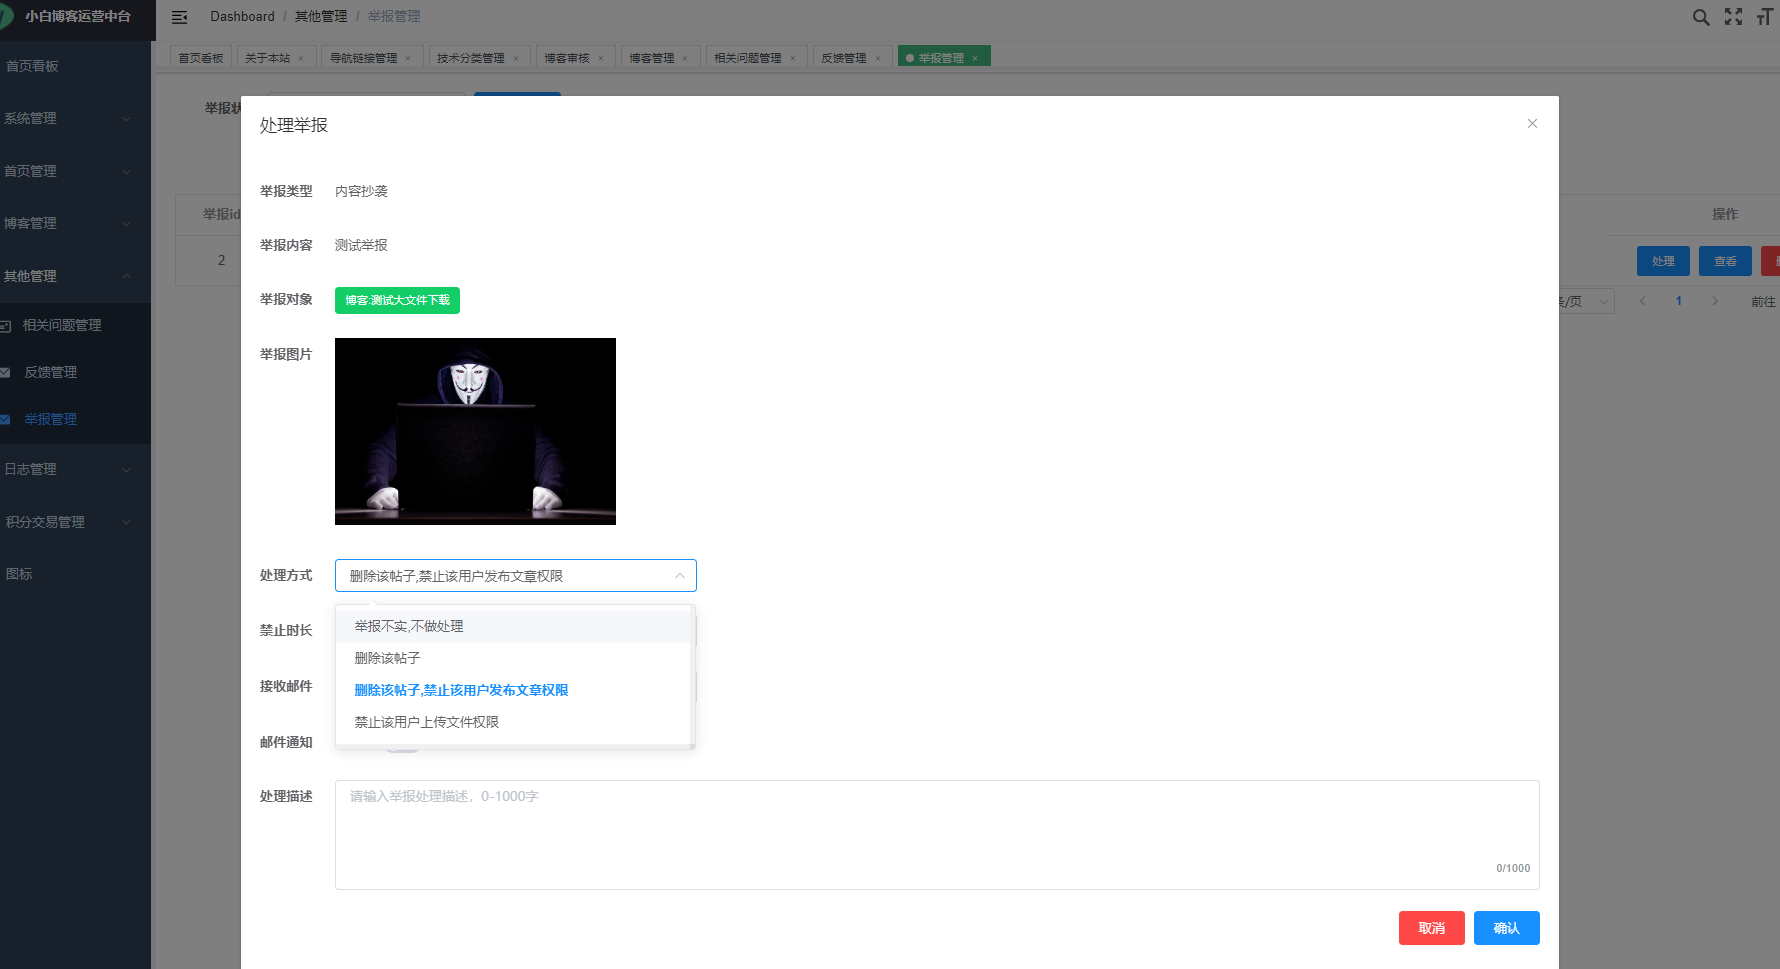 小白博客运营中台
Dashboard / 其他管理 / 举报管理
首页看板
关于本站 ×
导航链接管理 ×
技术分类管理 ×
博客审核 ×
博客管理 ×
相关问题管理 ×
反馈管理 ×
举报管理 ×
首页看板
系统管理
首页管理
博客管理
其他管理
相关问题管理
反馈管理
举报管理
日志管理
积分交易管理
图标
举报状
举报id
操作
2
处理
查看
条/页
1
前往
处理举报
举报类型 内容抄袭
举报内容 测试举报
举报对象 博客:测试大文件下载
举报图片
处理方式 删除该帖子,禁止该用户发布文章权限
禁止时长
举报不实,不做处理
删除该帖子
删除该帖子,禁止该用户发布文章权限
禁止该用户上传文件权限
接收邮件
邮件通知
处理描述 请输入举报处理描述，0-1000字
0/1000
取消
确认